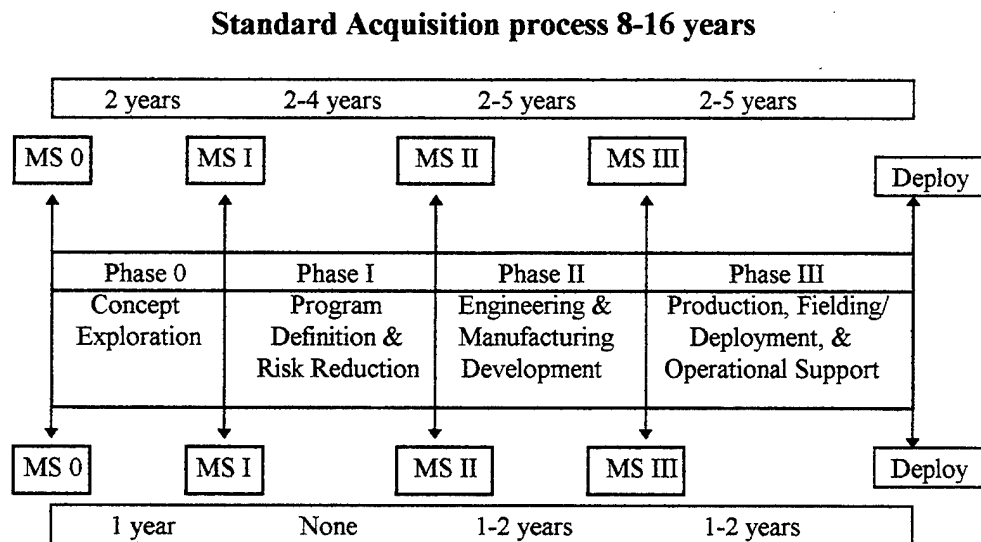 Standard Acquisition process 8-16 years
2 years 2-4 years 2-5 years 2-5 years
MS 0 MS I MS II MS III
Deploy
Phase 0 Phase I Phase II Phase III
Concept Program Engineering & Production, Fielding/
Exploration Definition & Manufacturing Deployment, &
Risk Reduction Development Operational Support
MS 0 MS I MS II MS III Deploy
1 year None 1-2 years 1-2 years